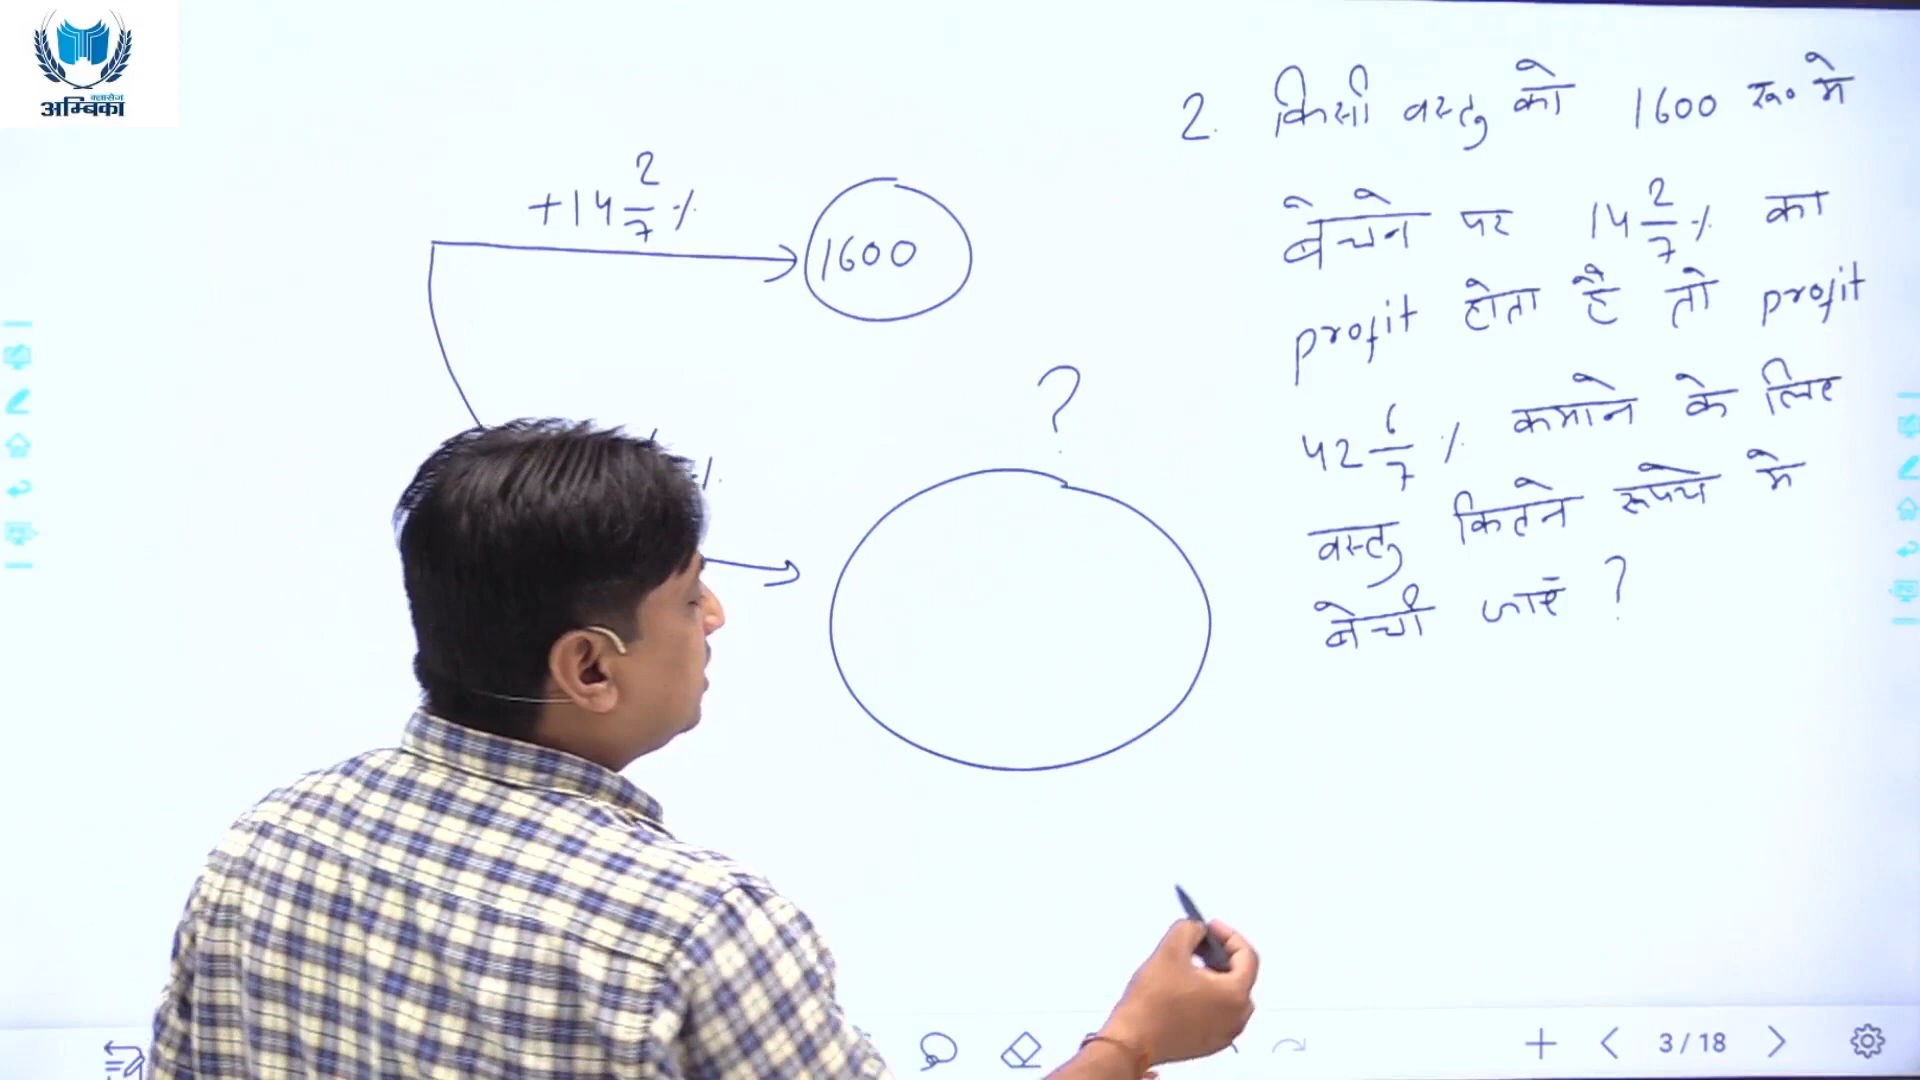 क्लासेज
अम्बिका
+14 2/7 %
1600
?
%
2. किसी वस्तु को 1600 रू० मे
बेचने पर 14 2/7 % का
profit होता है तो profit
42 6/7 % कमाने के लिए
वस्तु कितने रूपये मे
बेची जाए ?
3/18